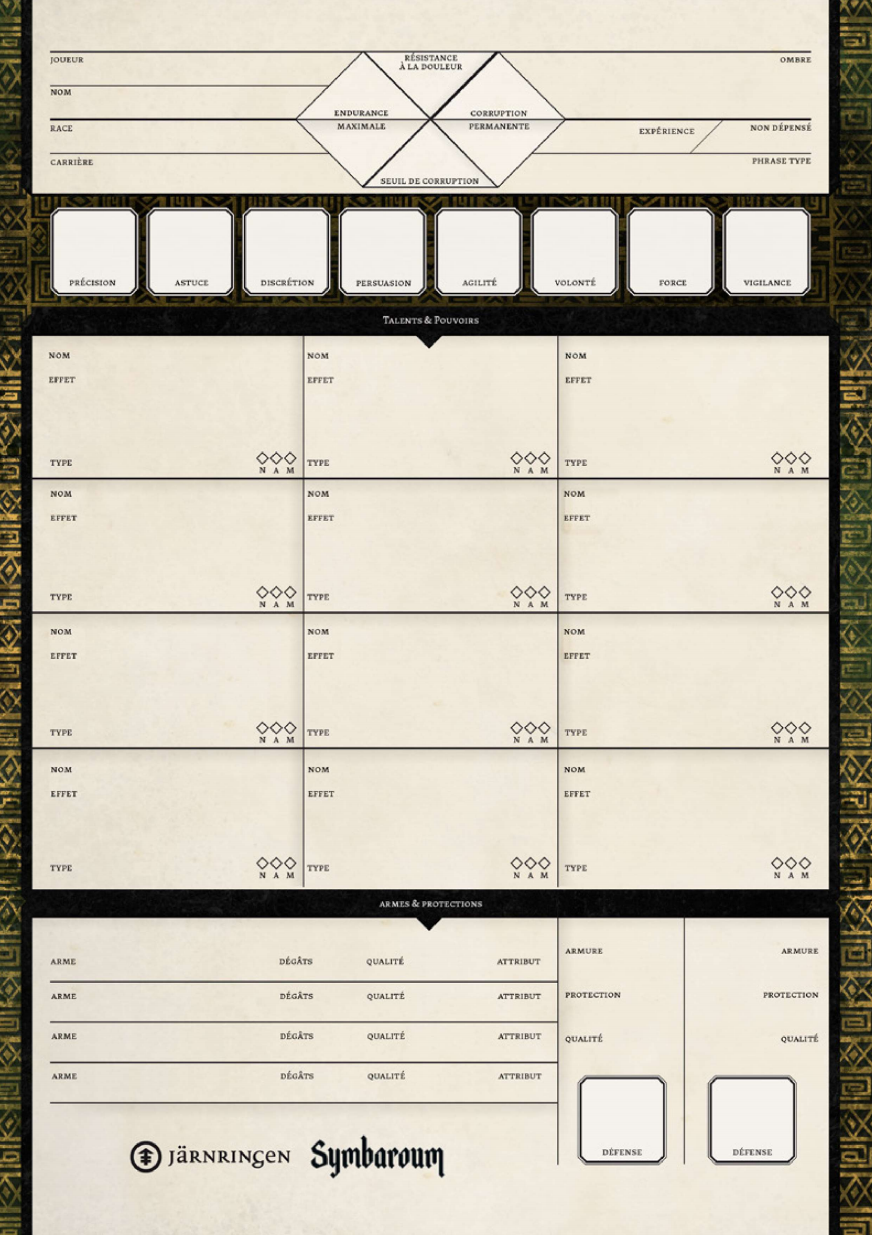 JOUEUR
RÉSISTANCE
À LA DOULEUR
OMBRE
NOM
ENDURANCE
MAXIMALE
CORRUPTION
PERMANENTE
RACE
EXPÉRIENCE
NON DÉPENSÉ
CARRIÈRE
SEUIL DE CORRUPTION
PHRASE TYPE
PRÉCISION ASTUCE DISCRÉTION PERSUASION AGILITÉ VOLONTÉ FORCE VIGILANCE
TALENTS & POUVOIRS
NOM NOM NOM
EFFET EFFET EFFET
TYPE N A M TYPE N A M TYPE N A M
NOM NOM NOM
EFFET EFFET EFFET
TYPE N A M TYPE N A M TYPE N A M
NOM NOM NOM
EFFET EFFET EFFET
TYPE N A M TYPE N A M TYPE N A M
NOM NOM NOM
EFFET EFFET EFFET
TYPE N A M TYPE N A M TYPE N A M
ARMES & PROTECTIONS
ARME DÉGÂTS QUALITÉ ATTRIBUT
ARME DÉGÂTS QUALITÉ ATTRIBUT
ARME DÉGÂTS QUALITÉ ATTRIBUT
ARME DÉGÂTS QUALITÉ ATTRIBUT
ARMURE ARMURE
PROTECTION PROTECTION
QUALITÉ QUALITÉ
DÉFENSE DÉFENSE
JÄRNRINGEN Symbaroum